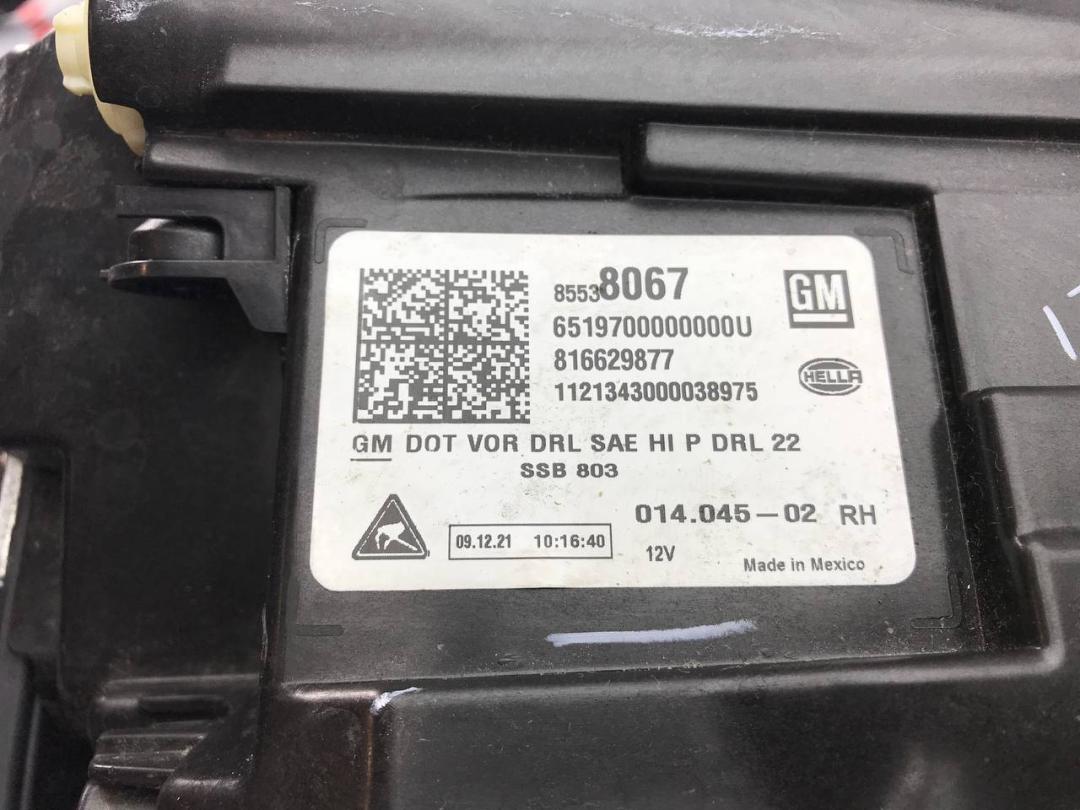 85538067
GM
6519700000000U
816629877
HELLA
1121343000038975
GM DOT VOR DRL SAE HI P DRL 22
SSB 803
014.045-02 RH
09.12.21 10:16:40
12V
Made in Mexico